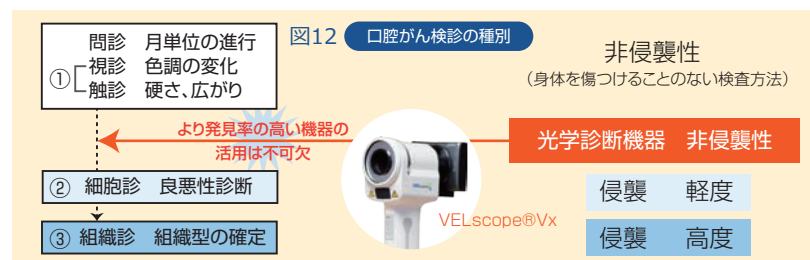 図12 口腔がん検診の種別
問診 月単位の進行
① 視診 色調の変化
触診 硬さ、広がり
非侵襲性
（身体を傷つけることのない検査方法）
より発見率の高い機器の
活用は不可欠
光学診断機器 非侵襲性
② 細胞診 良悪性診断
侵襲 軽度
VELscope®Vx
③ 組織診 組織型の確定
侵襲 高度